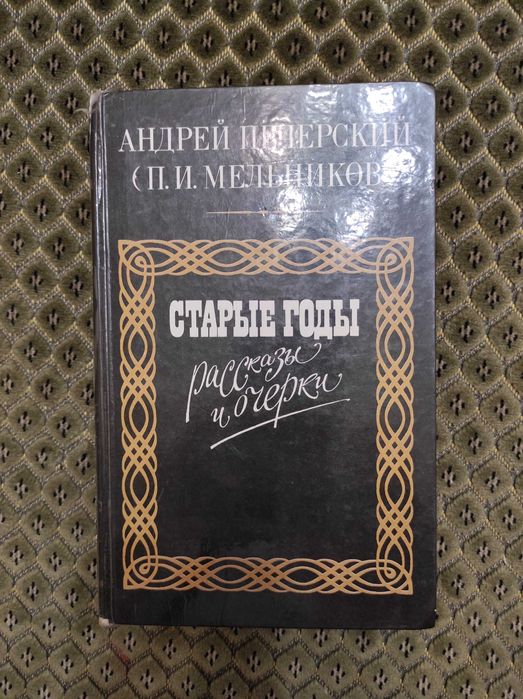 АНДРЕЙ ПЕЧЕРСКИЙ
(П.И. МЕЛЬНИКОВ)
СТАРЫЕ ГОДЫ
рассказы
и очерки